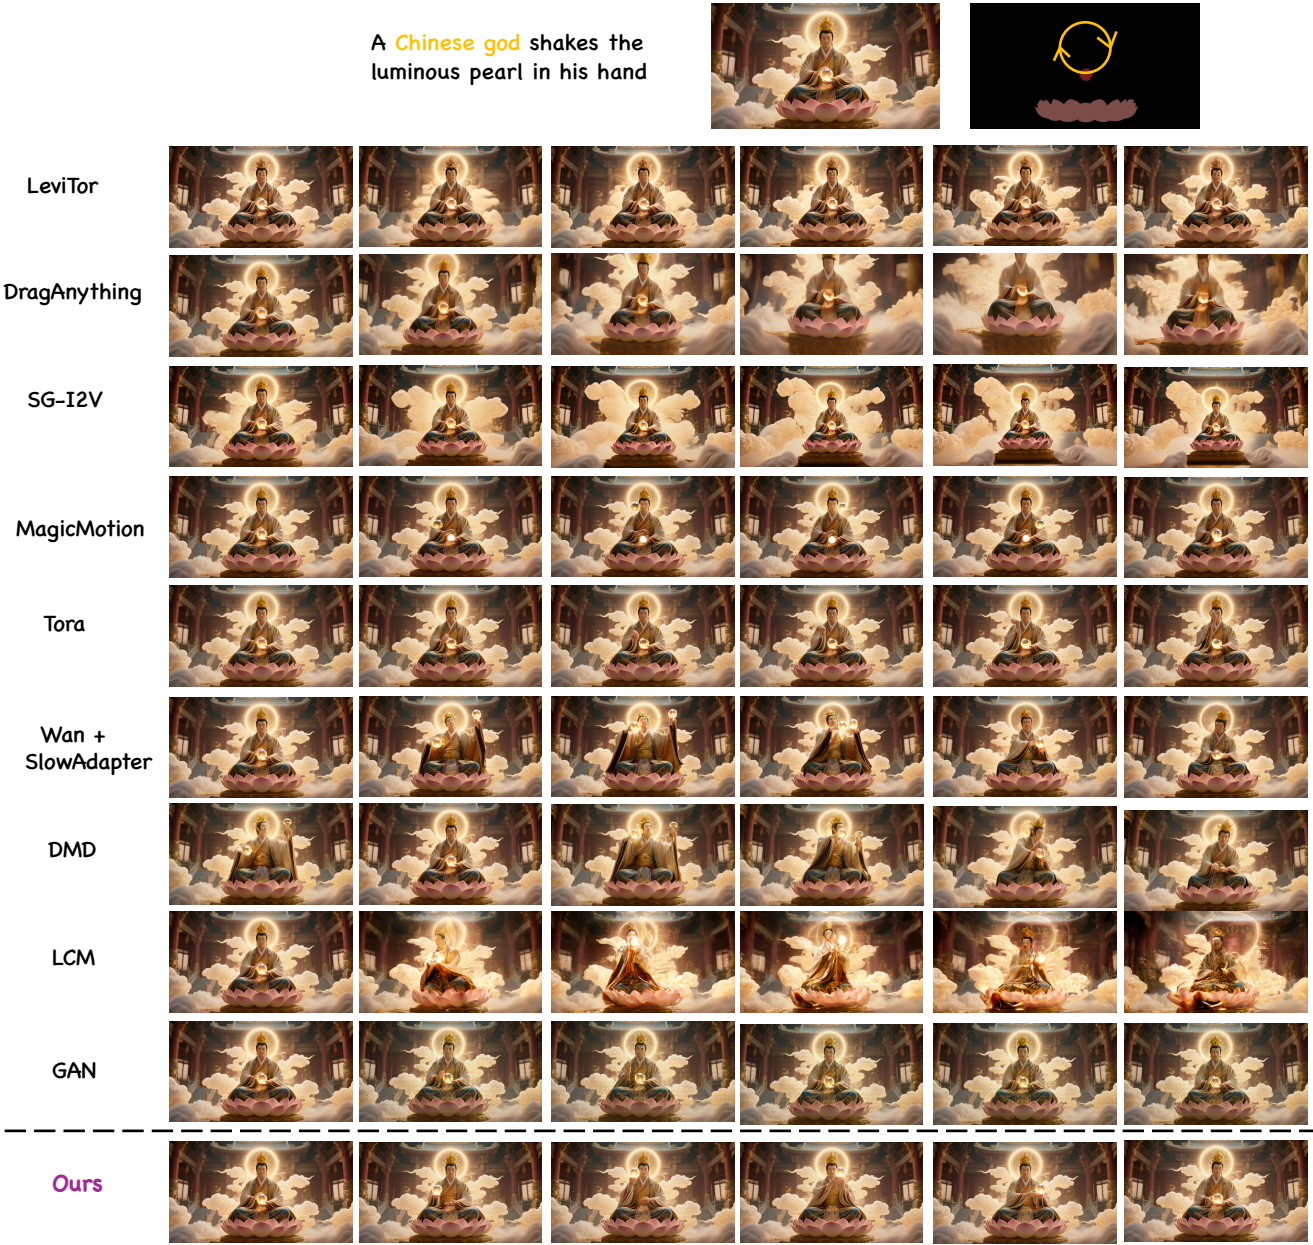 A Chinese god shakes the
luminous pearl in his hand
LeviTor
DragAnything
SG-I2V
MagicMotion
Tora
Wan +
SlowAdapter
DMD
LCM
GAN
Ours